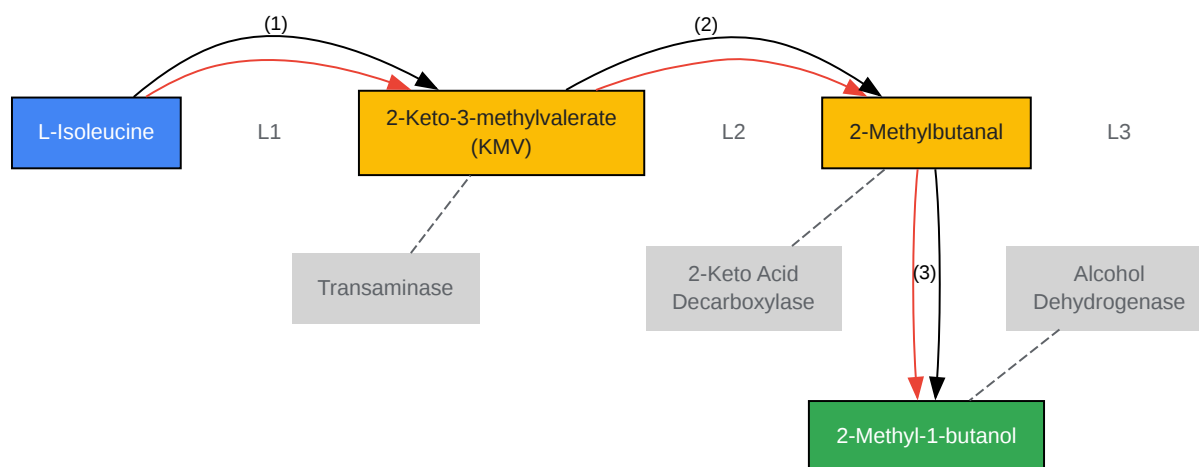 (1)
(2)
L-Isoleucine
L1
2-Keto-3-methylvalerate
(KMV)
L2
2-Methylbutanal
L3
Transaminase
2-Keto Acid
Decarboxylase
(3)
Alcohol
Dehydrogenase
2-Methyl-1-butanol